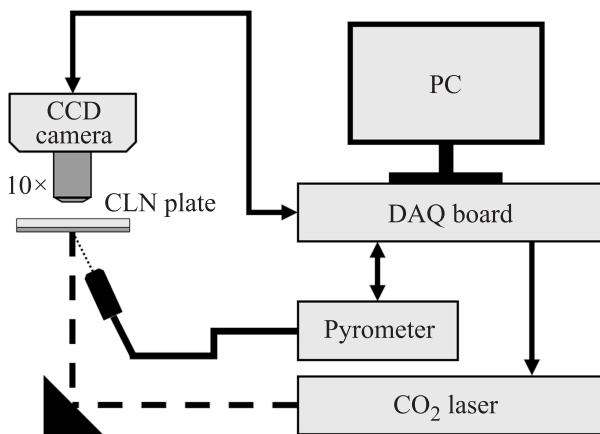 CCD
camera
PC
10×
CLN plate
DAQ board
Pyrometer
CO₂ laser